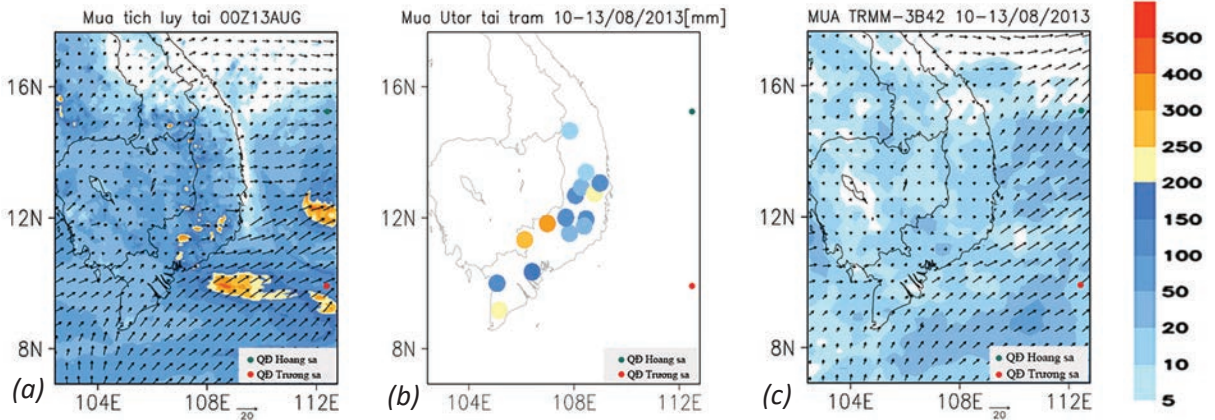 Mua tich luy tai 00Z13AUG
16N
12N
8N
104E
108E
112E
20
QĐ Hoang sa
QĐ Trương sa
(a)
Mua Utor tai tram 10-13/08/2013[mm]
16N
12N
8N
104E
108E
112E
QĐ Hoang sa
QĐ Trương sa
(b)
MUA TRMM-3B42 10-13/08/2013
16N
12N
8N
104E
108E
112E
20
QĐ Hoang sa
QĐ Trương sa
(c)
500
400
300
250
200
150
100
50
20
10
5